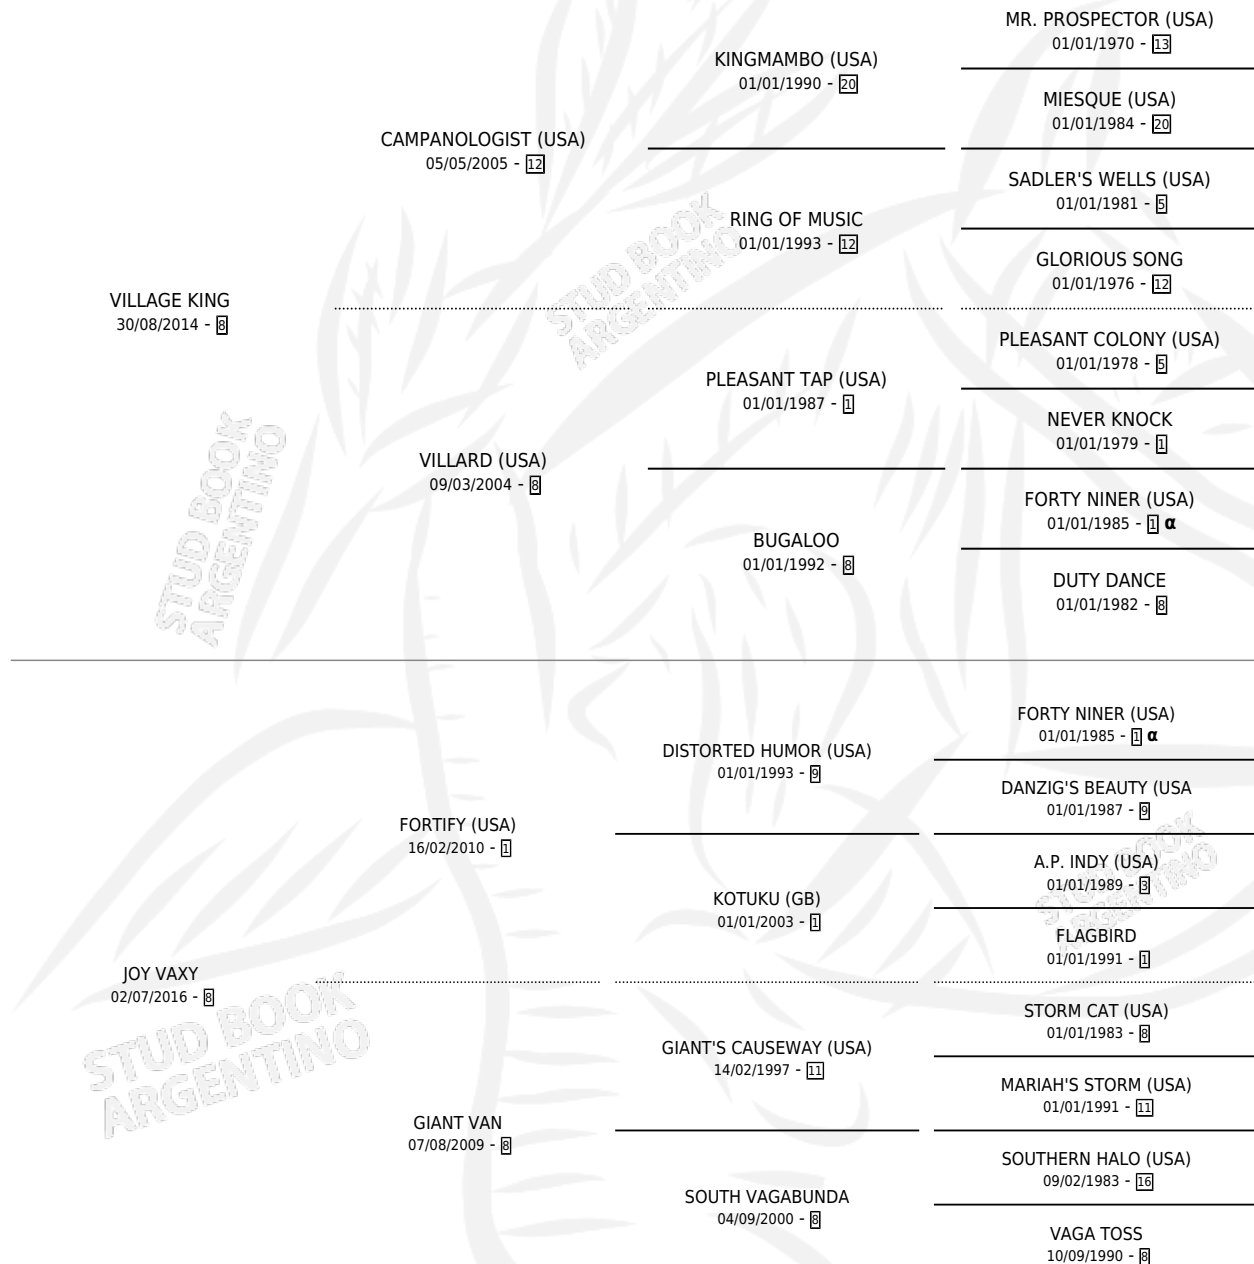 MR. PROSPECTOR (USA)
01/01/1970 - 13
KINGMAMBO (USA)
01/01/1990 - 20
MIESQUE (USA)
01/01/1984 - 20
CAMPANOLOGIST (USA)
05/05/2005 - 12
SADLER'S WELLS (USA)
01/01/1981 - 5
RING OF MUSIC
01/01/1993 - 12
GLORIOUS SONG
01/01/1976 - 12
STUD BOOK
ARGENTINO
VILLAGE KING
30/08/2014 - 8
PLEASANT COLONY (USA)
01/01/1978 - 5
PLEASANT TAP (USA)
01/01/1987 - 1
NEVER KNOCK
01/01/1979 - 1
VILLARD (USA)
09/03/2004 - 8
FORTY NINER (USA)
01/01/1985 - 1 α
BUGALOO
01/01/1992 - 8
DUTY DANCE
01/01/1982 - 8
STUD BOOK
ARGENTINO
FORTY NINER (USA)
01/01/1985 - 1 α
DISTORTED HUMOR (USA)
01/01/1993 - 9
DANZIG'S BEAUTY (USA
01/01/1987 - 9
FORTIFY (USA)
16/02/2010 - 1
A.P. INDY (USA)
01/01/1989 - 3
KOTUKU (GB)
01/01/2003 - 1
FLAGBIRD
01/01/1991 - 1
STUD BOOK
ARGENTINO
JOY VAXY
02/07/2016 - 8
STORM CAT (USA)
01/01/1983 - 8
GIANT'S CAUSEWAY (USA)
14/02/1997 - 11
MARIAH'S STORM (USA)
01/01/1991 - 11
STUD BOOK
ARGENTINO
GIANT VAN
07/08/2009 - 8
SOUTHERN HALO (USA)
09/02/1983 - 16
SOUTH VAGABUNDA
04/09/2000 - 8
VAGA TOSS
10/09/1990 - 8